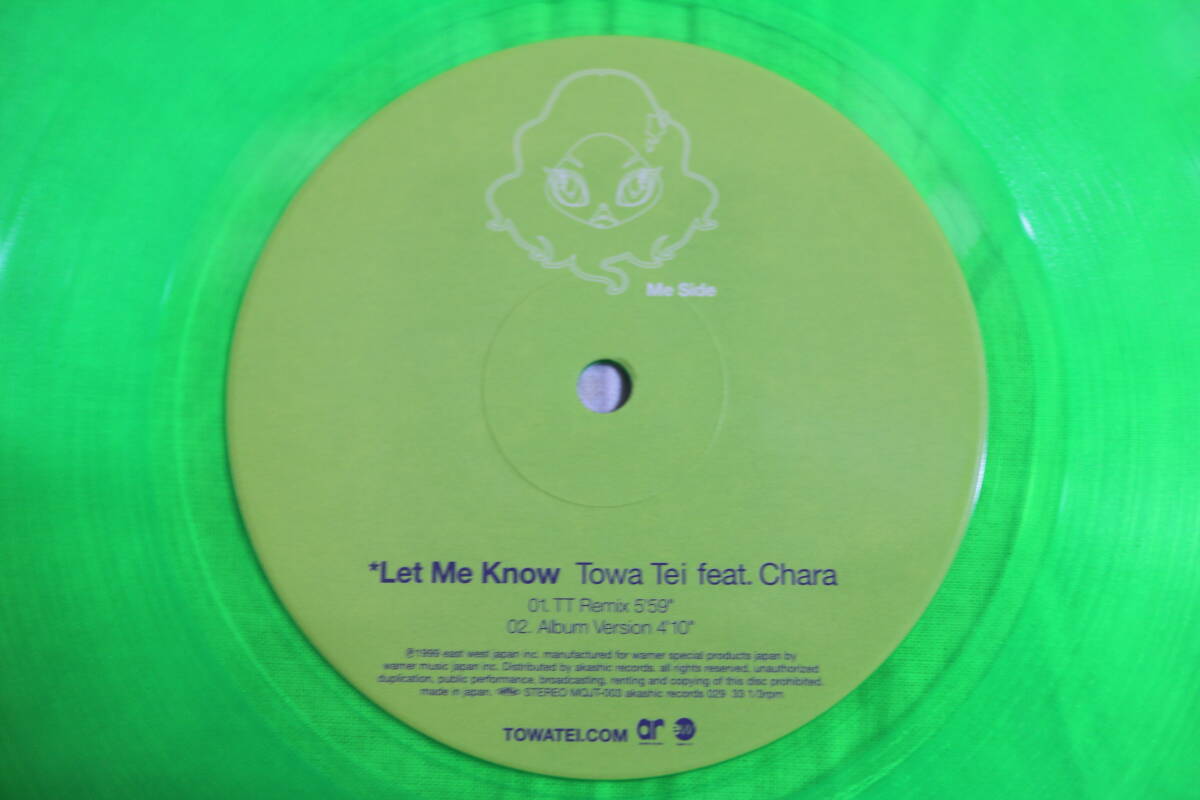 Me Side
*Let Me Know Towa Tei feat. Chara
01. TT Remix 5'59"
02. Album Version 4'10"
℗1999 east west japan inc. manufactured for warner special products japan by
warner music japan inc. Distributed by akashic records. all rights reserved. unauthorized
duplication, public performance, broadcasting, renting and copying of this disc prohibited.
made in japan. STEREO MQJT-003 akashic records 029 33 1/3rpm
TOWATEI.COM ar